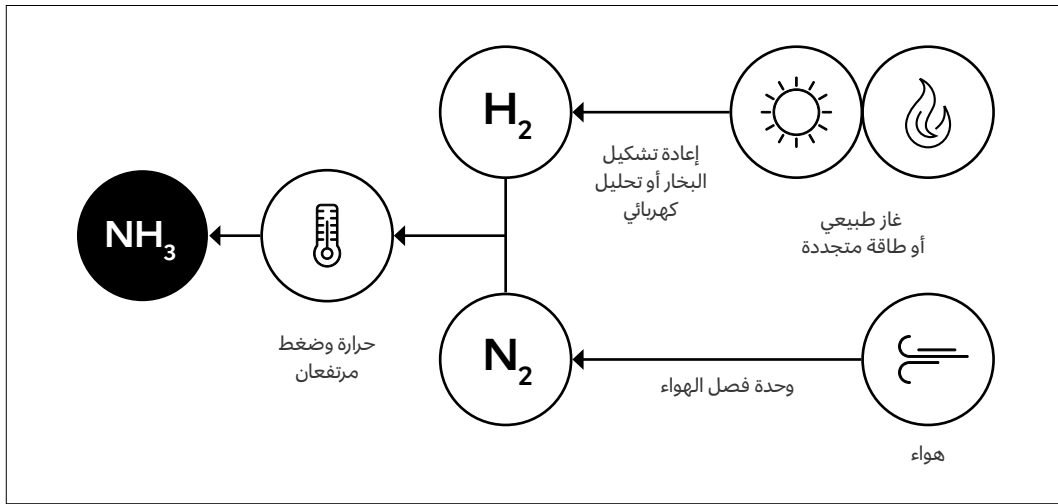 H₂
إعادة تشكيل
البخار أو تحليل
كهربائي
غاز طبيعي
أو طاقة متجددة
NH₃
حرارة وضغط
مرتفعان
N₂
وحدة فصل الهواء
هواء